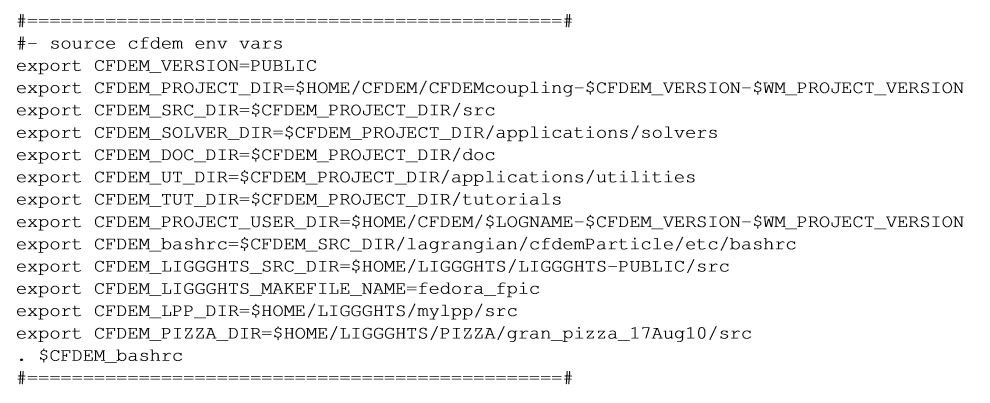 #================================================#
#- source cfdem env vars
export CFDEM_VERSION=PUBLIC
export CFDEM_PROJECT_DIR=$HOME/CFDEM/CFDEMcoupling-$CFDEM_VERSION-$WM_PROJECT_VERSION
export CFDEM_SRC_DIR=$CFDEM_PROJECT_DIR/src
export CFDEM_SOLVER_DIR=$CFDEM_PROJECT_DIR/applications/solvers
export CFDEM_DOC_DIR=$CFDEM_PROJECT_DIR/doc
export CFDEM_UT_DIR=$CFDEM_PROJECT_DIR/applications/utilities
export CFDEM_TUT_DIR=$CFDEM_PROJECT_DIR/tutorials
export CFDEM_PROJECT_USER_DIR=$HOME/CFDEM/$LOGNAME-$CFDEM_VERSION-$WM_PROJECT_VERSION
export CFDEM_bashrc=$CFDEM_SRC_DIR/lagrangian/cfdemParticle/etc/bashrc
export CFDEM_LIGGGHTS_SRC_DIR=$HOME/LIGGGHTS/LIGGGHTS-PUBLIC/src
export CFDEM_LIGGGHTS_MAKEFILE_NAME=fedora_fpic
export CFDEM_LPP_DIR=$HOME/LIGGGHTS/mylpp/src
export CFDEM_PIZZA_DIR=$HOME/LIGGGHTS/PIZZA/gran_pizza_17Aug10/src
. $CFDEM_bashrc
#================================================#